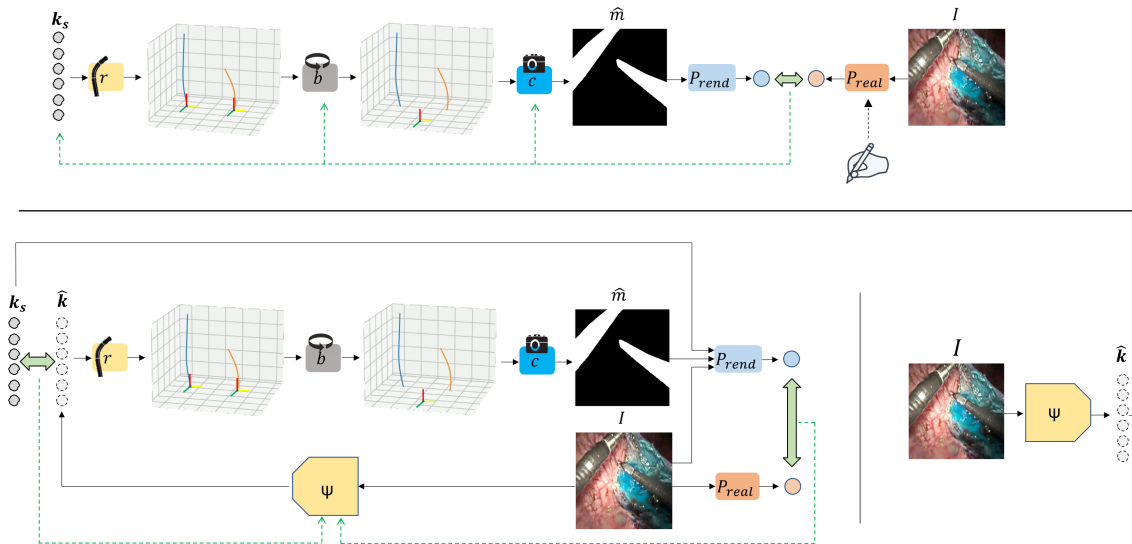 k_s
r
b
c
m̂
P_rend
P_real
I
k_s
k̂
r
b
c
m̂
P_rend
I
ψ
P_real
I
ψ
k̂